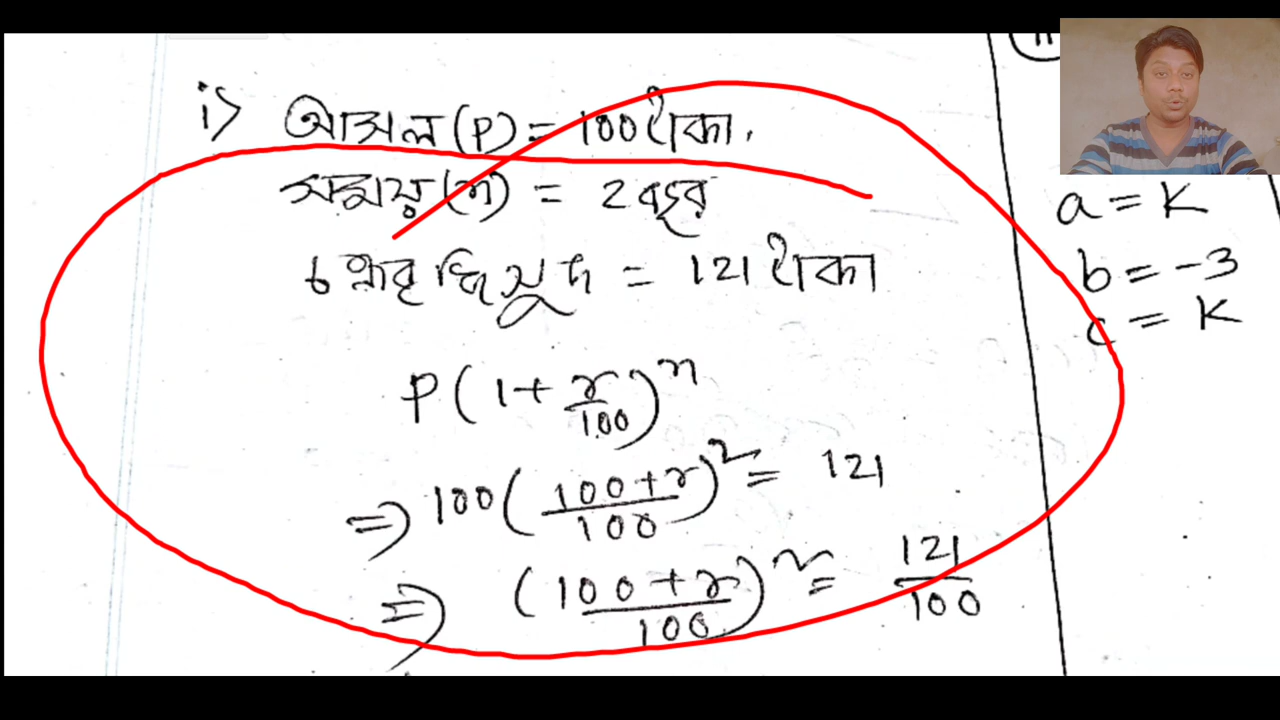 i) আসল (P) = 100 টাকা.
সময় (n) = 2 বছর
চক্রবৃদ্ধি সুদ = 121 টাকা
P(1 + r/100)^n
⇒ 100((100+r)/100)^2 = 121
⇒ ((100+r)/100)^2 = 121/100
a = K
b = -3
c = K